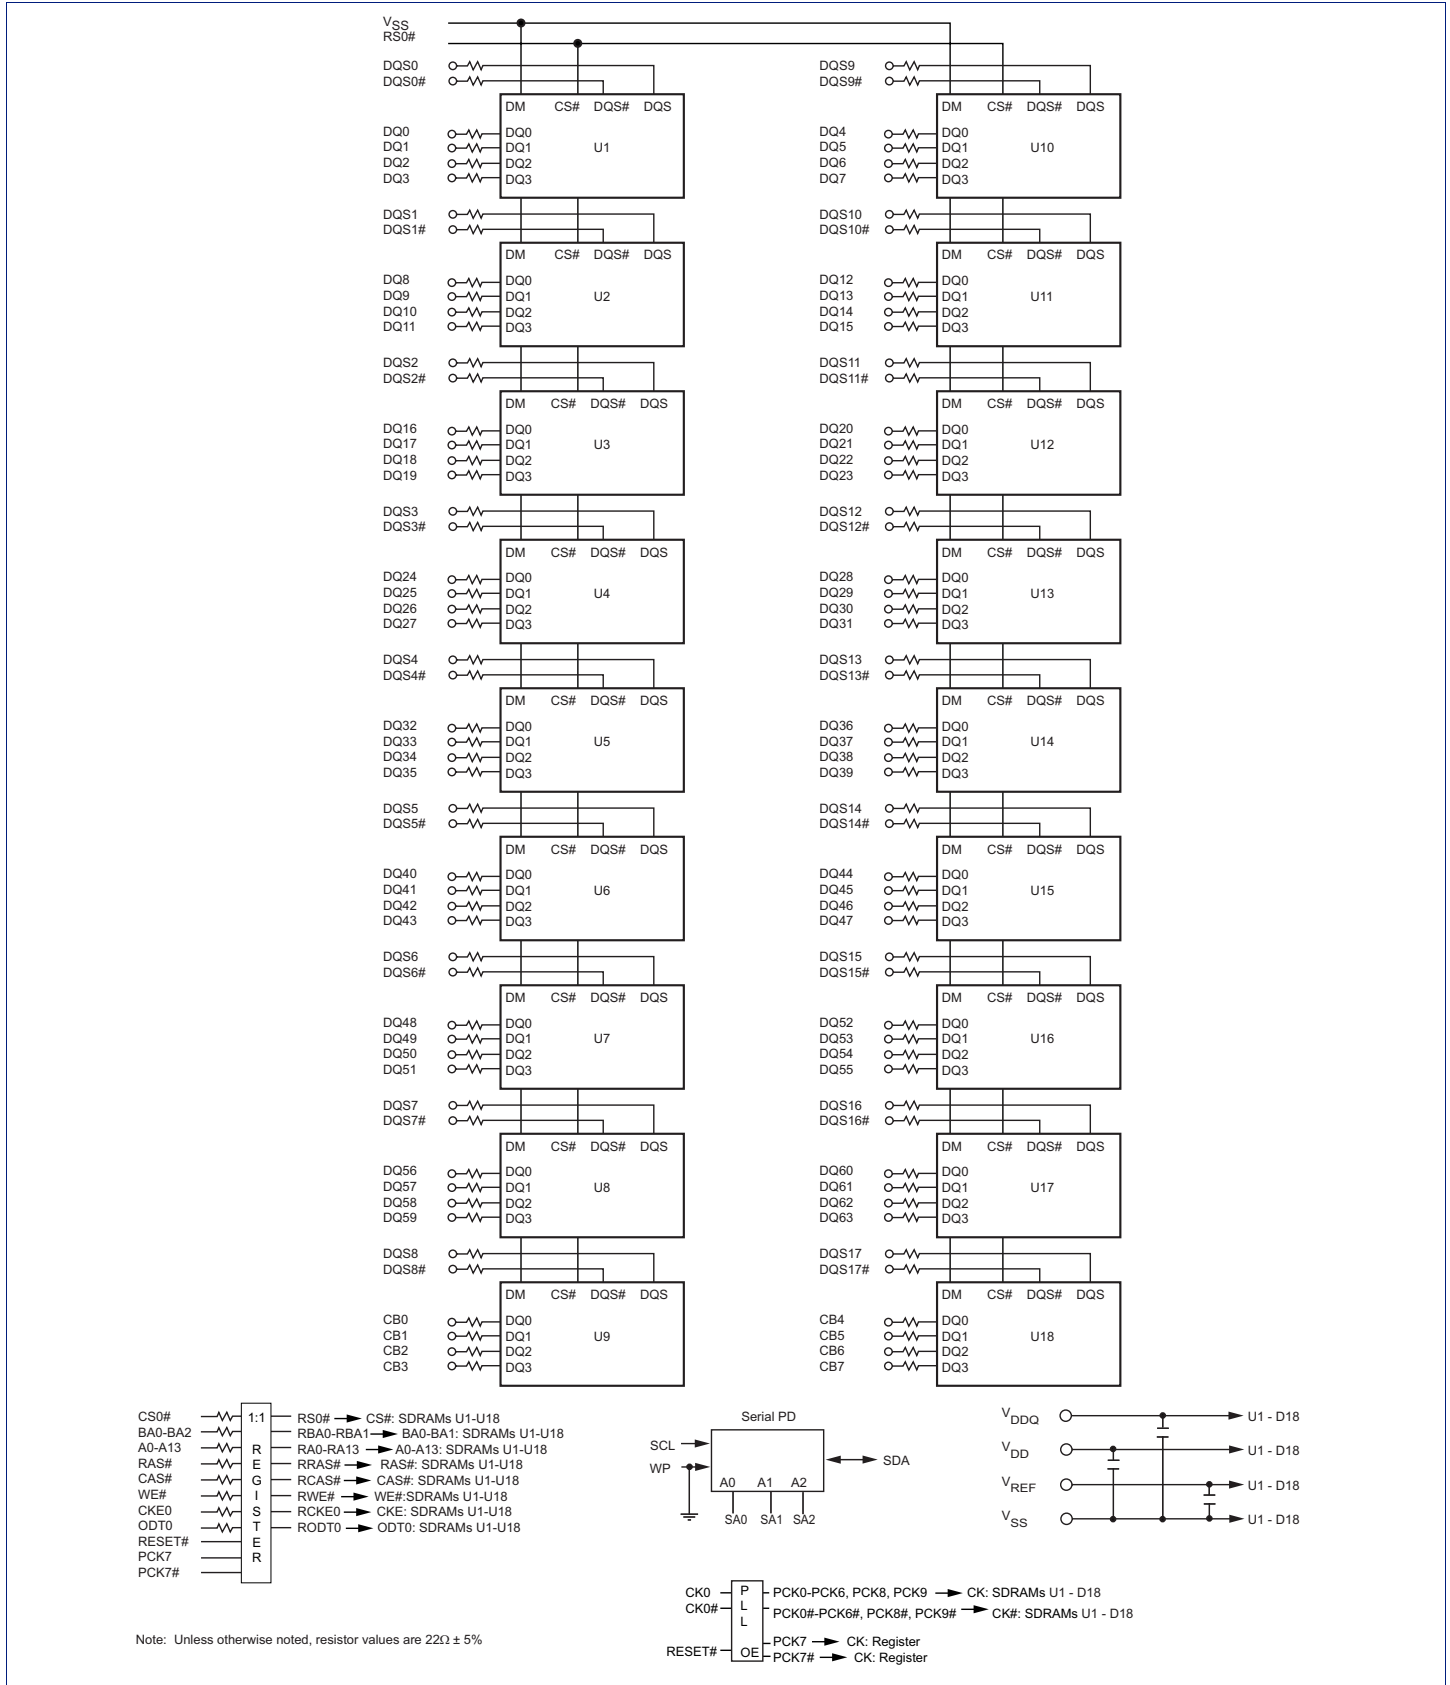 VSS
RS0#
DQS0
DQS0#
DM CS# DQS# DQS
DQ0 DQ0
DQ1 DQ1 U1
DQ2 DQ2
DQ3 DQ3
DQS9
DQS9#
DM CS# DQS# DQS
DQ4 DQ0
DQ5 DQ1 U10
DQ6 DQ2
DQ7 DQ3
DQS1
DQS1#
DM CS# DQS# DQS
DQ8 DQ0
DQ9 DQ1 U2
DQ10 DQ2
DQ11 DQ3
DQS10
DQS10#
DM CS# DQS# DQS
DQ12 DQ0
DQ13 DQ1 U11
DQ14 DQ2
DQ15 DQ3
DQS2
DQS2#
DM CS# DQS# DQS
DQ16 DQ0
DQ17 DQ1 U3
DQ18 DQ2
DQ19 DQ3
DQS11
DQS11#
DM CS# DQS# DQS
DQ20 DQ0
DQ21 DQ1 U12
DQ22 DQ2
DQ23 DQ3
DQS3
DQS3#
DM CS# DQS# DQS
DQ24 DQ0
DQ25 DQ1 U4
DQ26 DQ2
DQ27 DQ3
DQS12
DQS12#
DM CS# DQS# DQS
DQ28 DQ0
DQ29 DQ1 U13
DQ30 DQ2
DQ31 DQ3
DQS4
DQS4#
DM CS# DQS# DQS
DQ32 DQ0
DQ33 DQ1 U5
DQ34 DQ2
DQ35 DQ3
DQS13
DQS13#
DM CS# DQS# DQS
DQ36 DQ0
DQ37 DQ1 U14
DQ38 DQ2
DQ39 DQ3
DQS5
DQS5#
DM CS# DQS# DQS
DQ40 DQ0
DQ41 DQ1 U6
DQ42 DQ2
DQ43 DQ3
DQS14
DQS14#
DM CS# DQS# DQS
DQ44 DQ0
DQ45 DQ1 U15
DQ46 DQ2
DQ47 DQ3
DQS6
DQS6#
DM CS# DQS# DQS
DQ48 DQ0
DQ49 DQ1 U7
DQ50 DQ2
DQ51 DQ3
DQS15
DQS15#
DM CS# DQS# DQS
DQ52 DQ0
DQ53 DQ1 U16
DQ54 DQ2
DQ55 DQ3
DQS7
DQS7#
DM CS# DQS# DQS
DQ56 DQ0
DQ57 DQ1 U8
DQ58 DQ2
DQ59 DQ3
DQS16
DQS16#
DM CS# DQS# DQS
DQ60 DQ0
DQ61 DQ1 U17
DQ62 DQ2
DQ63 DQ3
DQS8
DQS8#
DM CS# DQS# DQS
CB0 DQ0
CB1 DQ1 U9
CB2 DQ2
CB3 DQ3
DQS17
DQS17#
DM CS# DQS# DQS
CB4 DQ0
CB5 DQ1 U18
CB6 DQ2
CB7 DQ3
CS0# 1:1 RS0# CS#: SDRAMs U1-U18
BA0-BA2 RBA0-RBA1 BA0-BA1: SDRAMs U1-U18
A0-A13 R RA0-RA13 A0-A13: SDRAMs U1-U18
RAS# E RRAS# RAS#: SDRAMs U1-U18
CAS# G RCAS# CAS#: SDRAMs U1-U18
WE# I RWE# WE#:SDRAMs U1-U18
CKE0 S RCKE0 CKE: SDRAMs U1-U18
ODT0 T RODT0 ODT0: SDRAMs U1-U18
RESET# E
PCK7 R
PCK7#
Serial PD
SCL
WP
SDA
A0 A1 A2
SA0 SA1 SA2
VDDQ U1 - D18
VDD U1 - D18
VREF U1 - D18
VSS U1 - D18
CK0 P PCK0-PCK6, PCK8, PCK9 CK: SDRAMs U1 - D18
CK0# L PCK0#-PCK6#, PCK8#, PCK9# CK#: SDRAMs U1 - D18
L
PCK7 CK: Register
RESET# OE PCK7# CK: Register
Note: Unless otherwise noted, resistor values are 22Ω ± 5%